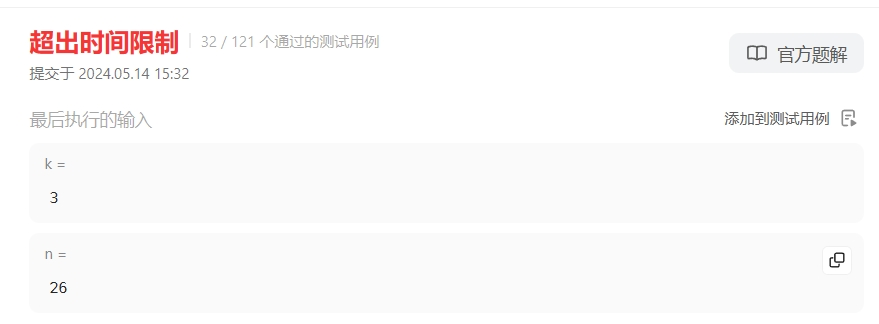 超出时间限制 32 / 121 个通过的测试用例
官方题解
提交于 2024.05.14 15:32
最后执行的输入
添加到测试用例
k =
3
n =
26